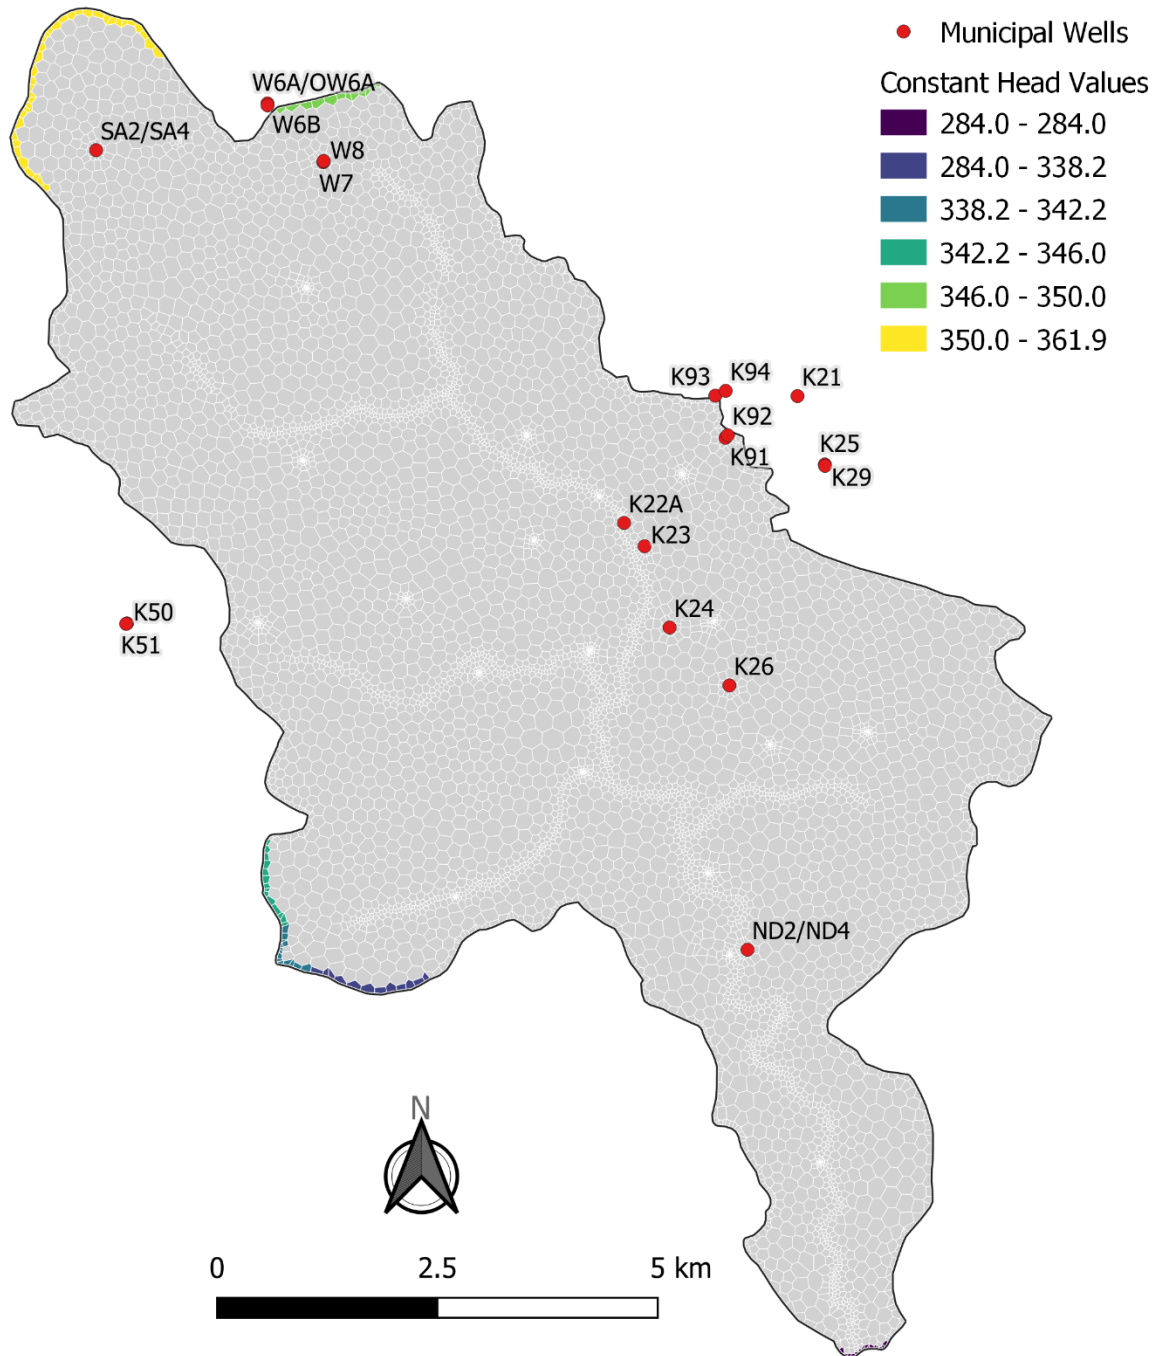 Municipal Wells
Constant Head Values
284.0 - 284.0
284.0 - 338.2
338.2 - 342.2
342.2 - 346.0
346.0 - 350.0
350.0 - 361.9
W6A/OW6A
W6B
SA2/SA4
W8
W7
K93
K94
K21
K92
K91
K25
K29
K22A
K23
K50
K51
K24
K26
ND2/ND4
N
0 2.5 5 km